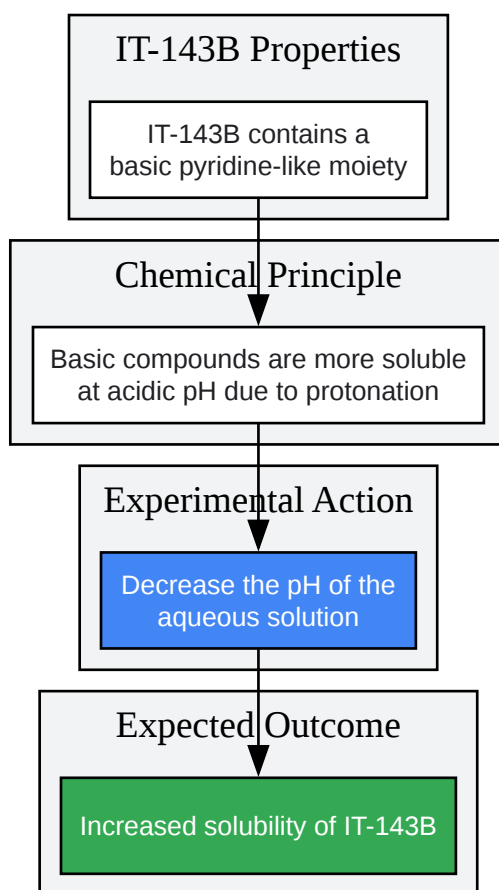 IT-143B Properties
IT-143B contains a
basic pyridine-like moiety
Chemical Principle
Basic compounds are more soluble
at acidic pH due to protonation
Experimental Action
Decrease the pH of the
aqueous solution
Expected Outcome
Increased solubility of IT-143B